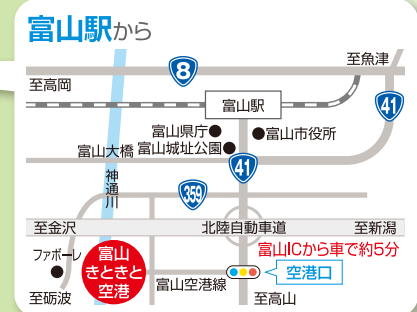 富山駅から
至魚津
8
至高岡
富山駅
41
富山県庁
富山市役所
富山大橋
富山城址公園
41
神通川
359
至金沢
北陸自動車道
至新潟
富山ICから車で約5分
ファボーレ
富山
きときと
空港
空港口
富山空港線
至砺波
至高山